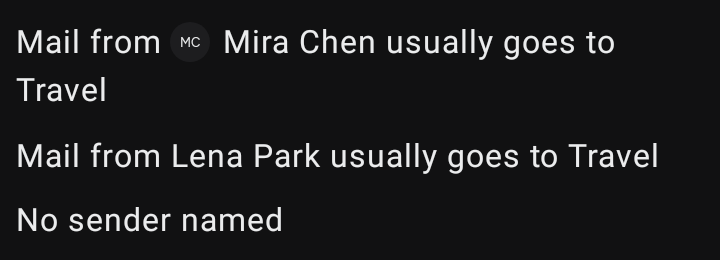 Mail from MC Mira Chen usually goes to
Travel
Mail from Lena Park usually goes to Travel
No sender named